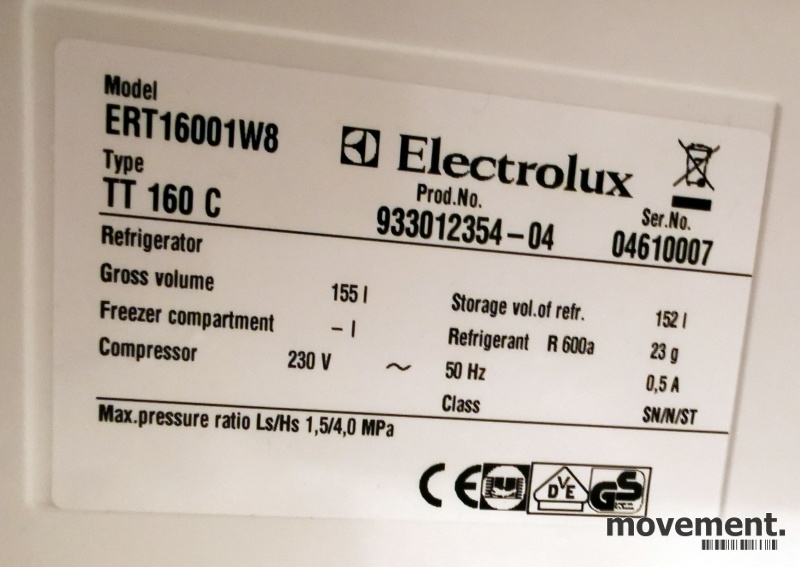 Model
ERT16001W8
Electrolux
Type
TT 160 C
Prod.No.
933012354-04
Ser.No.
04610007
Refrigerator
Gross volume 155 l
Storage vol.of refr. 152 l
Freezer compartment – l
Refrigerant R 600a 23 g
Compressor 230 V ~ 50 Hz 0,5 A
Class SN/N/ST
Max.pressure ratio Ls/Hs 1,5/4,0 MPa
CE DVE GS
movement.